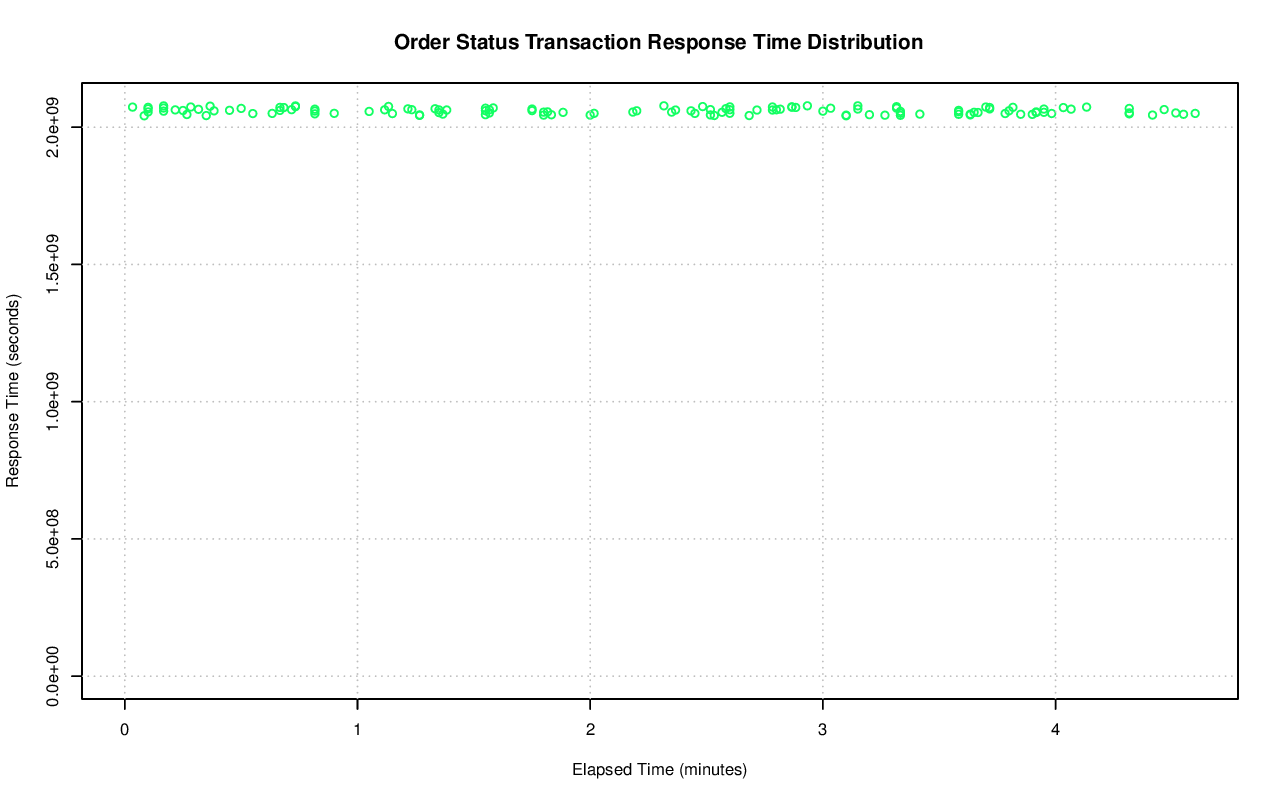 Order Status Transaction Response Time Distribution
Response Time (seconds)
2.0e+09
1.5e+09
1.0e+09
5.0e+08
0.0e+00
0 1 2 3 4
Elapsed Time (minutes)